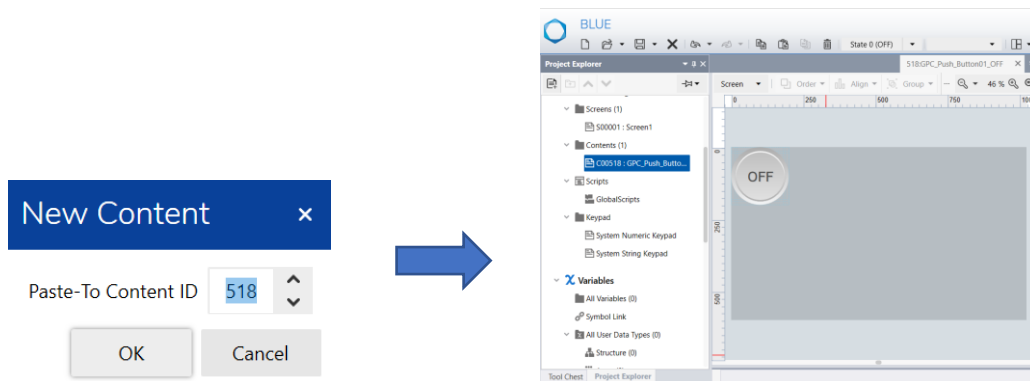 New Content ×
Paste-To Content ID 518
OK Cancel
BLUE
State 0 (OFF)
Project Explorer
518:GPC_Push_Button01_OFF ×
Screen Order Align Group 46 %
0 250 500 750
Screens (1)
S00001 : Screen1
Contents (1)
C00518 : GPC_Push_Butto...
Scripts
GlobalScripts
Keypad
System Numeric Keypad
System String Keypad
Variables
All Variables (0)
Symbol Link
All User Data Types (0)
Structure (0)
Tool Chest Project Explorer
0
250
500
OFF